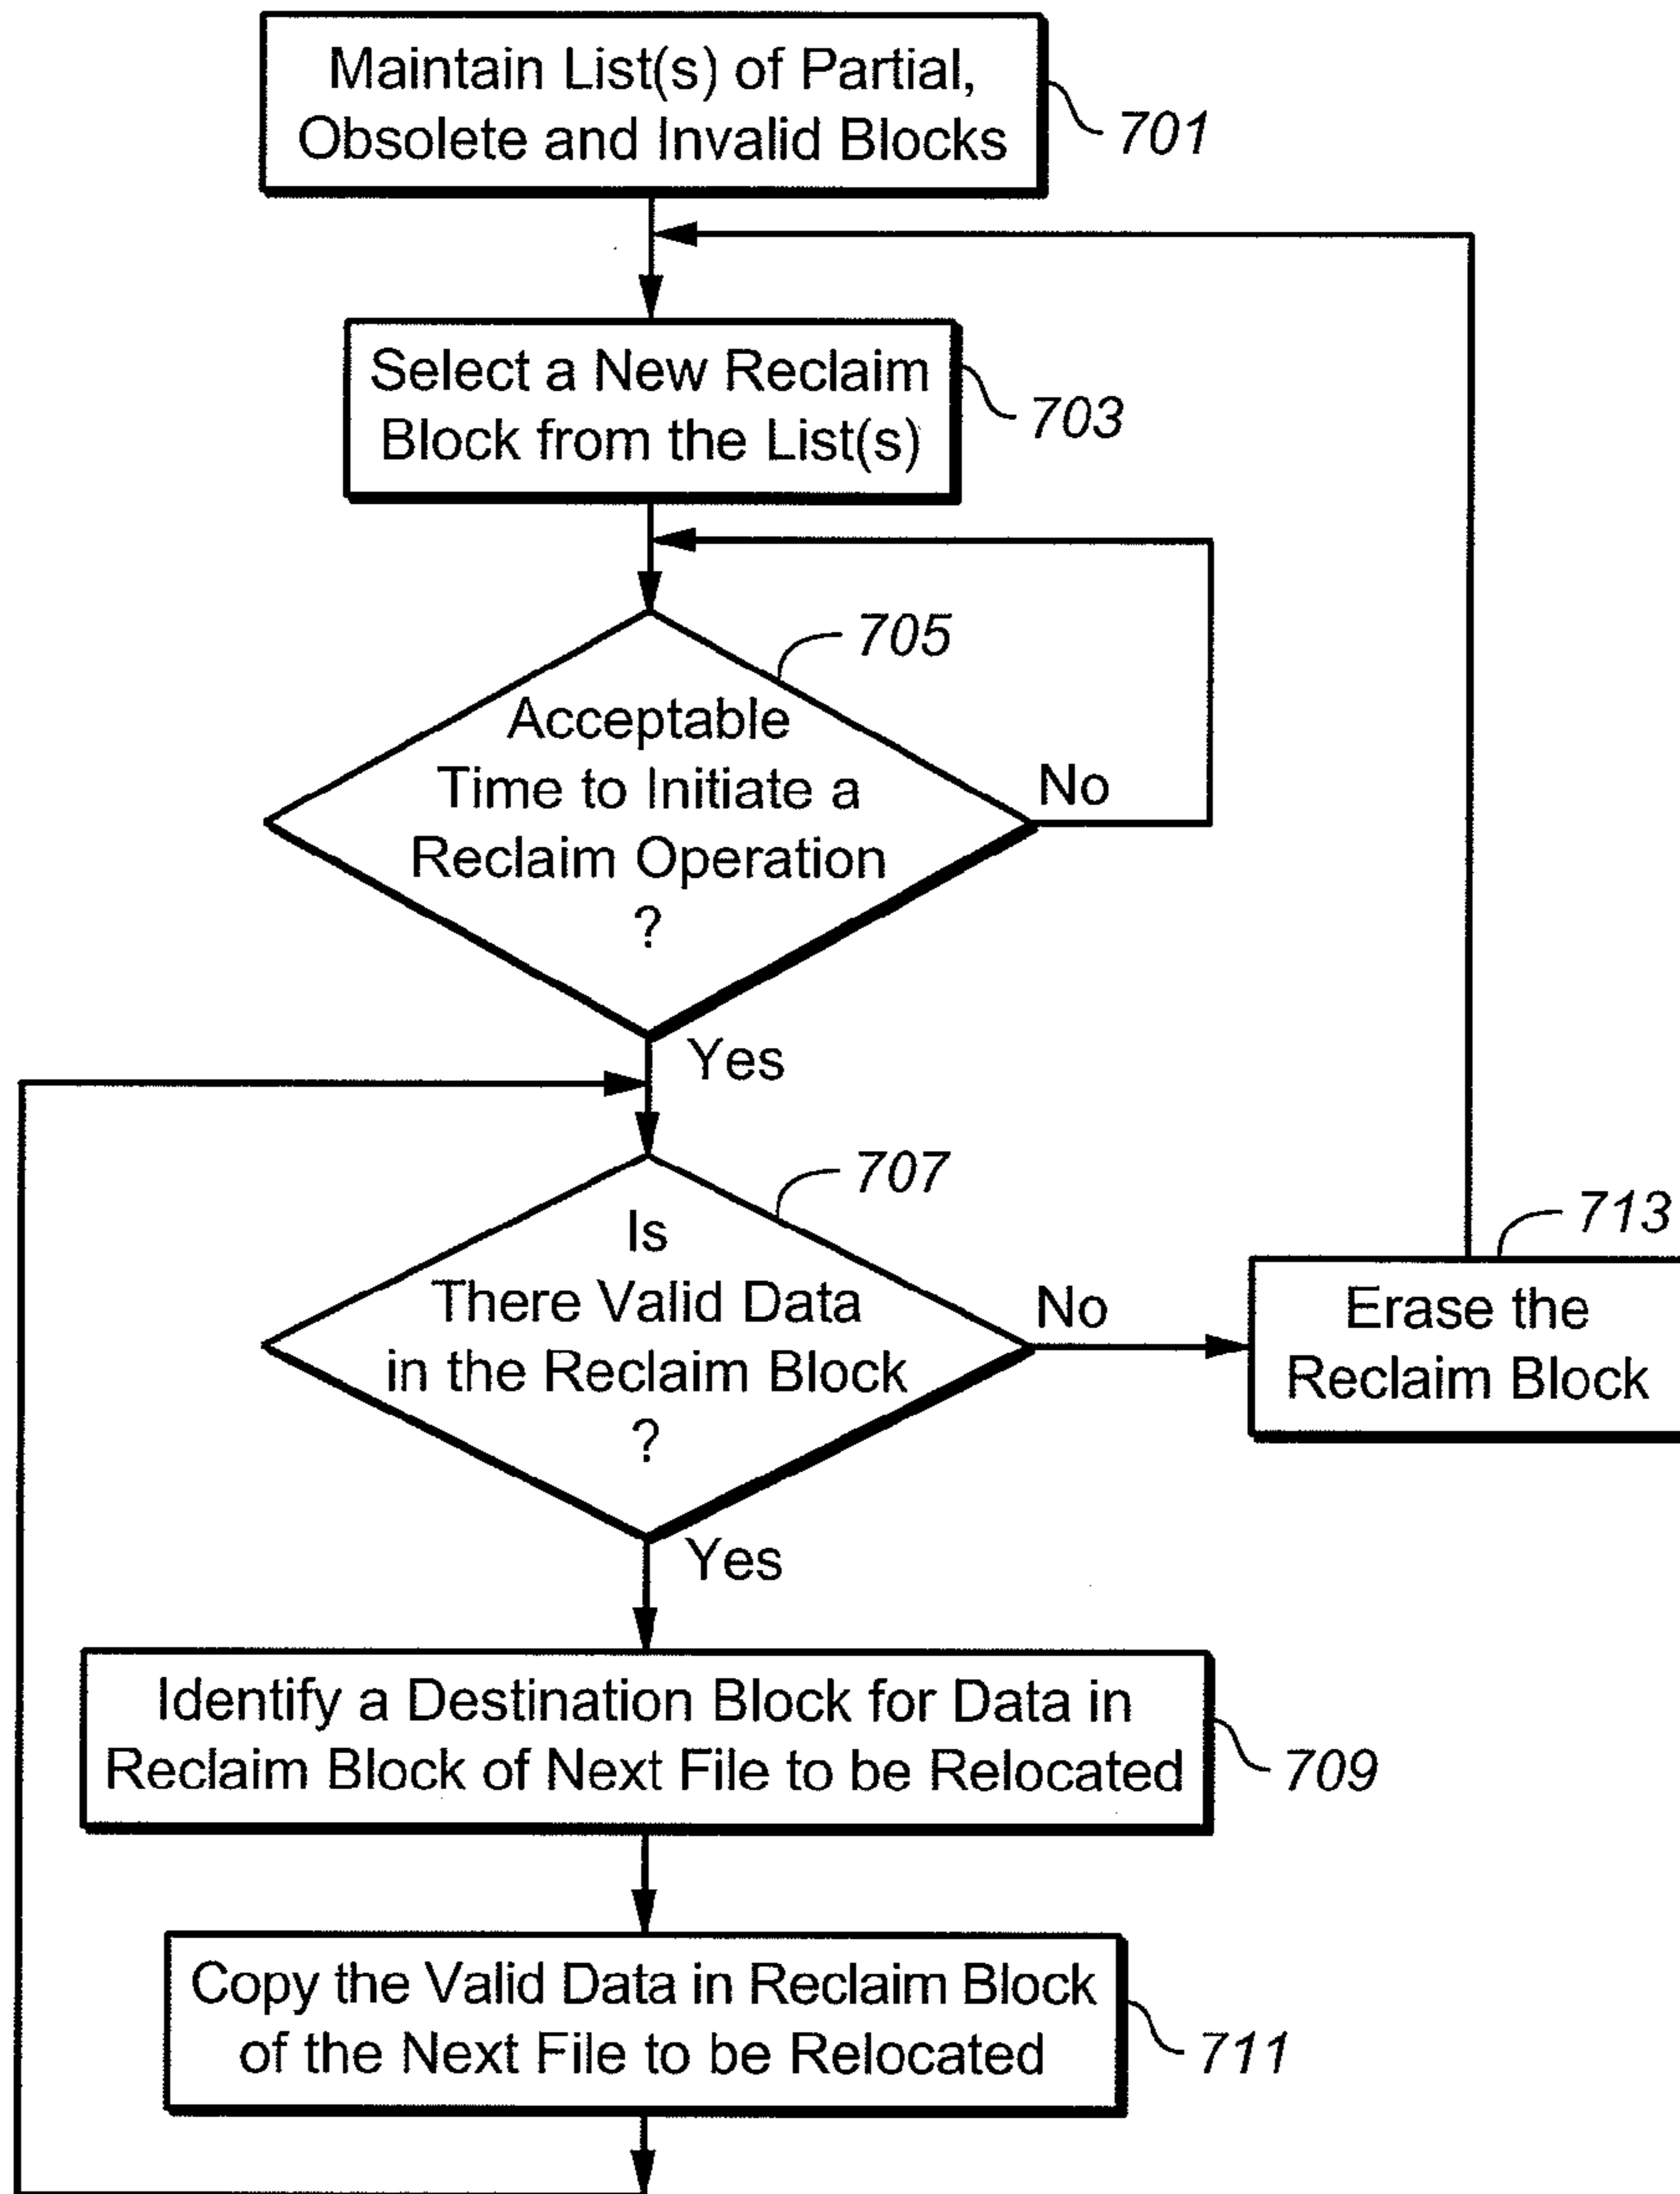 Maintain List(s) of Partial,
Obsolete and Invalid Blocks
701
Select a New Reclaim
Block from the List(s)
703
705
Acceptable
Time to Initiate a
Reclaim Operation
?
No
Yes
707
Is
There Valid Data
in the Reclaim Block
?
No
713
Erase the
Reclaim Block
Yes
Identify a Destination Block for Data in
Reclaim Block of Next File to be Relocated
709
Copy the Valid Data in Reclaim Block
of the Next File to be Relocated
711